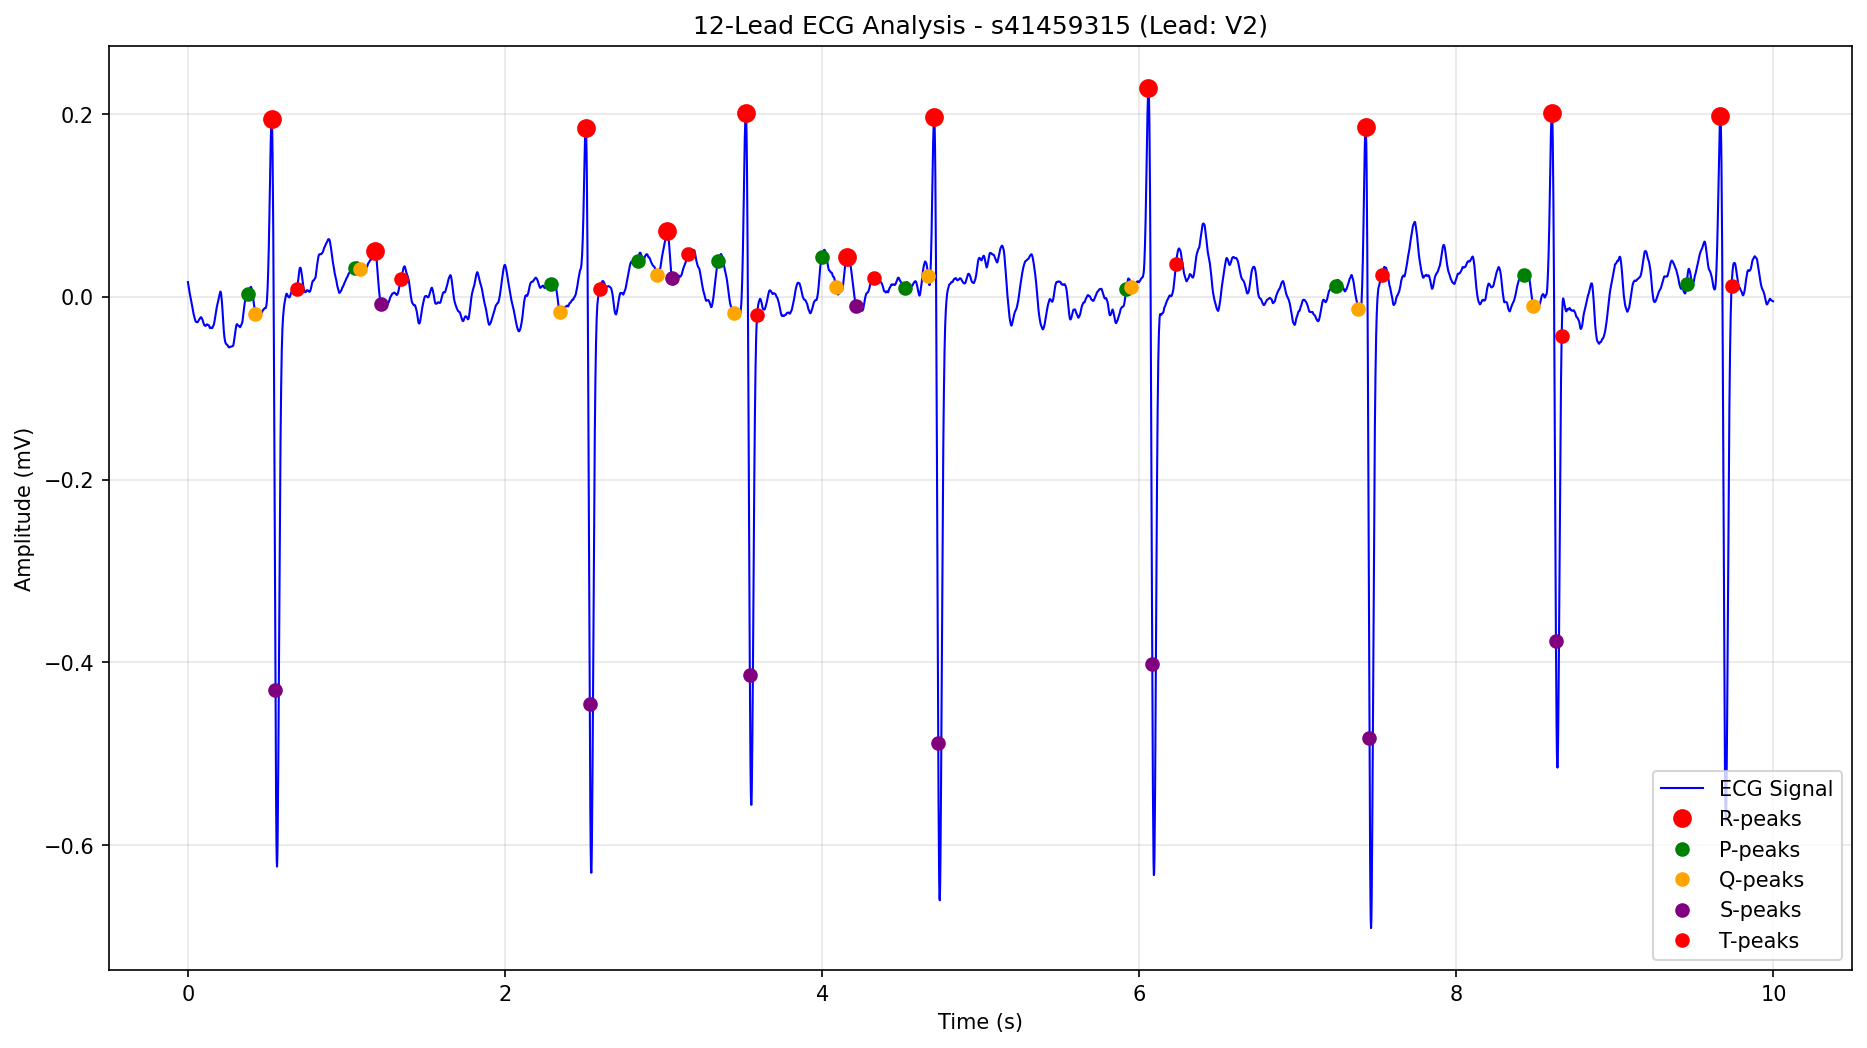 12-Lead ECG Analysis - s41459315 (Lead: V2)
Amplitude (mV)
0.2
0.0
−0.2
−0.4
−0.6
0
2
4
6
8
10
Time (s)
ECG Signal
R-peaks
P-peaks
Q-peaks
S-peaks
T-peaks